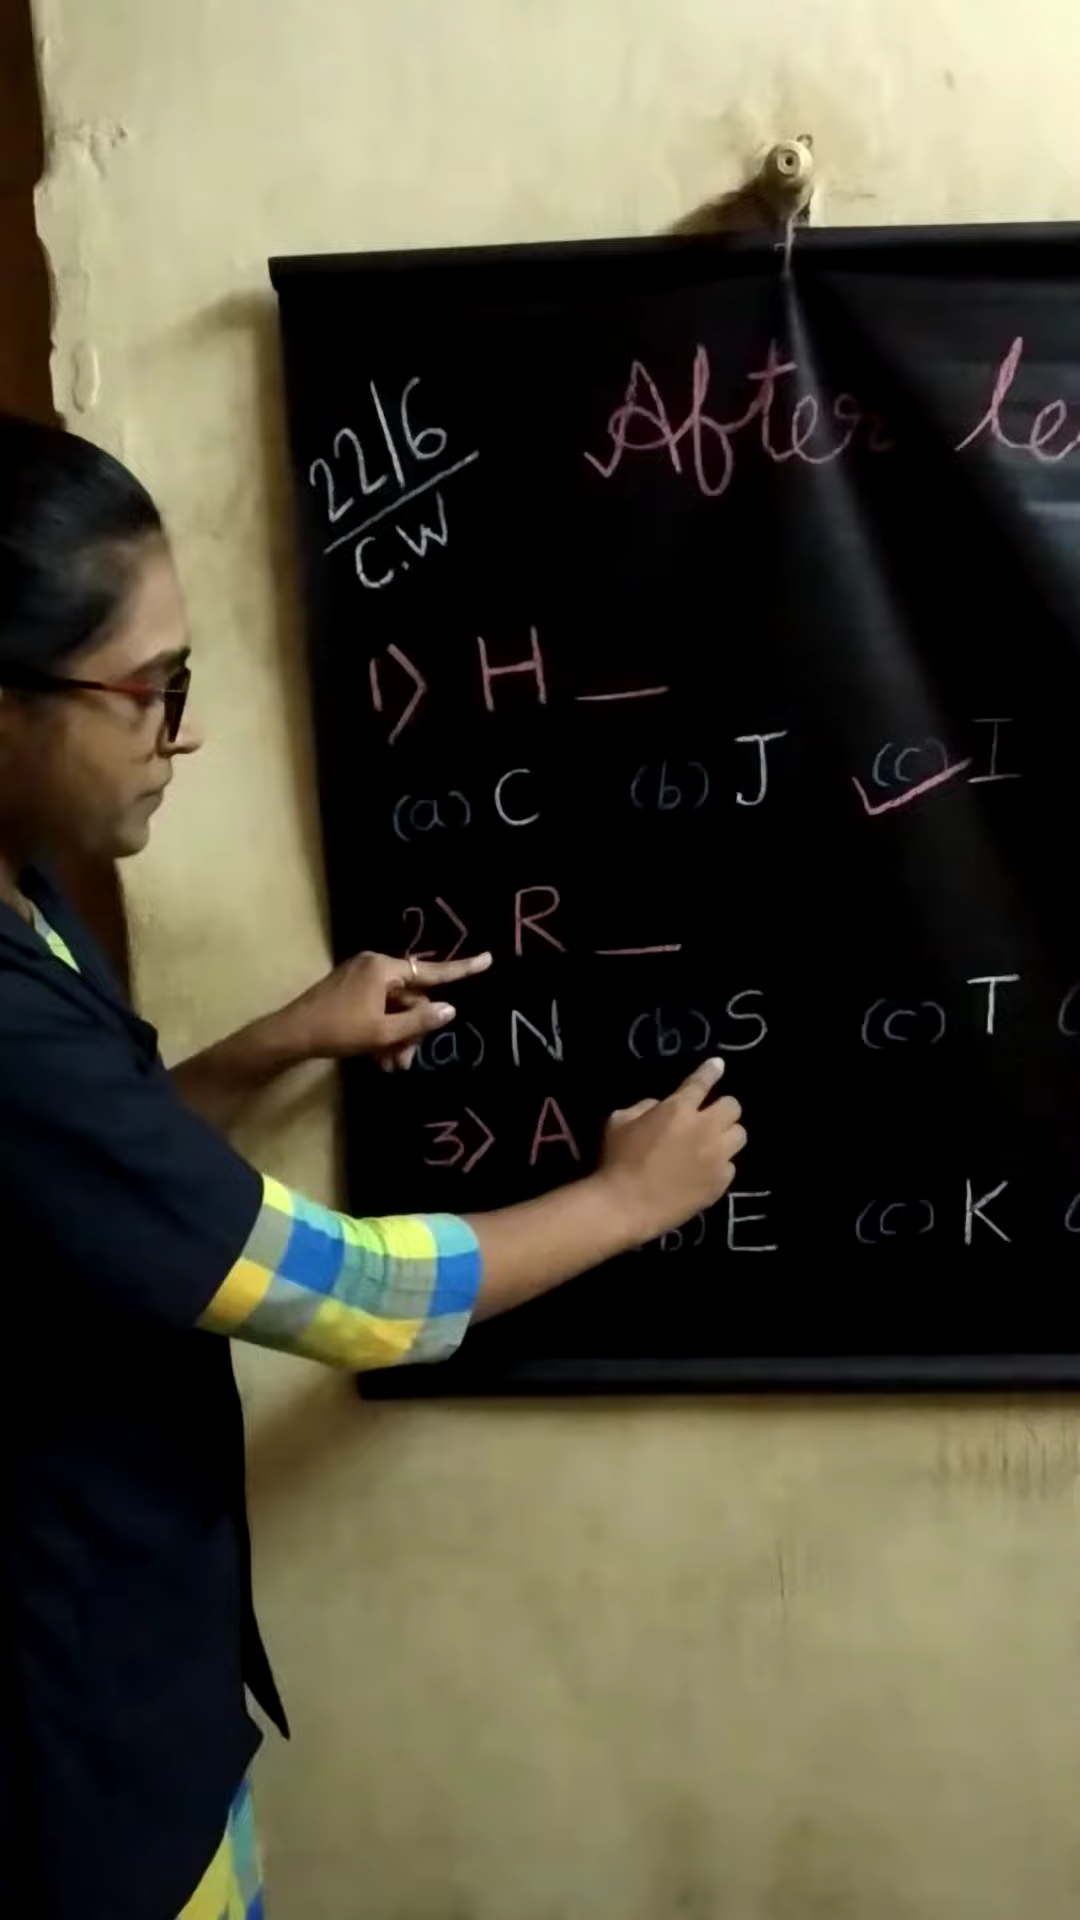 22/6
C.W
After le
1) H _
(a) C (b) J (c) I
2) R _
(a) N (b) S (c) T (
3) A
b) E (c) K (